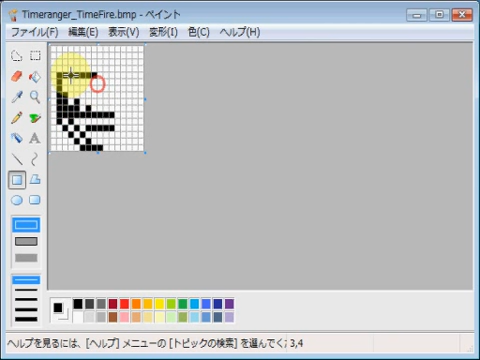 Timeranger_TimeFire.bmp - ペイント
ファイル(F) 編集(E) 表示(V) 変形(I) 色(C) ヘルプ(H)
A
ヘルプを見るには、[ヘルプ] メニューの [トピックの検索] を選んでく; 3,4